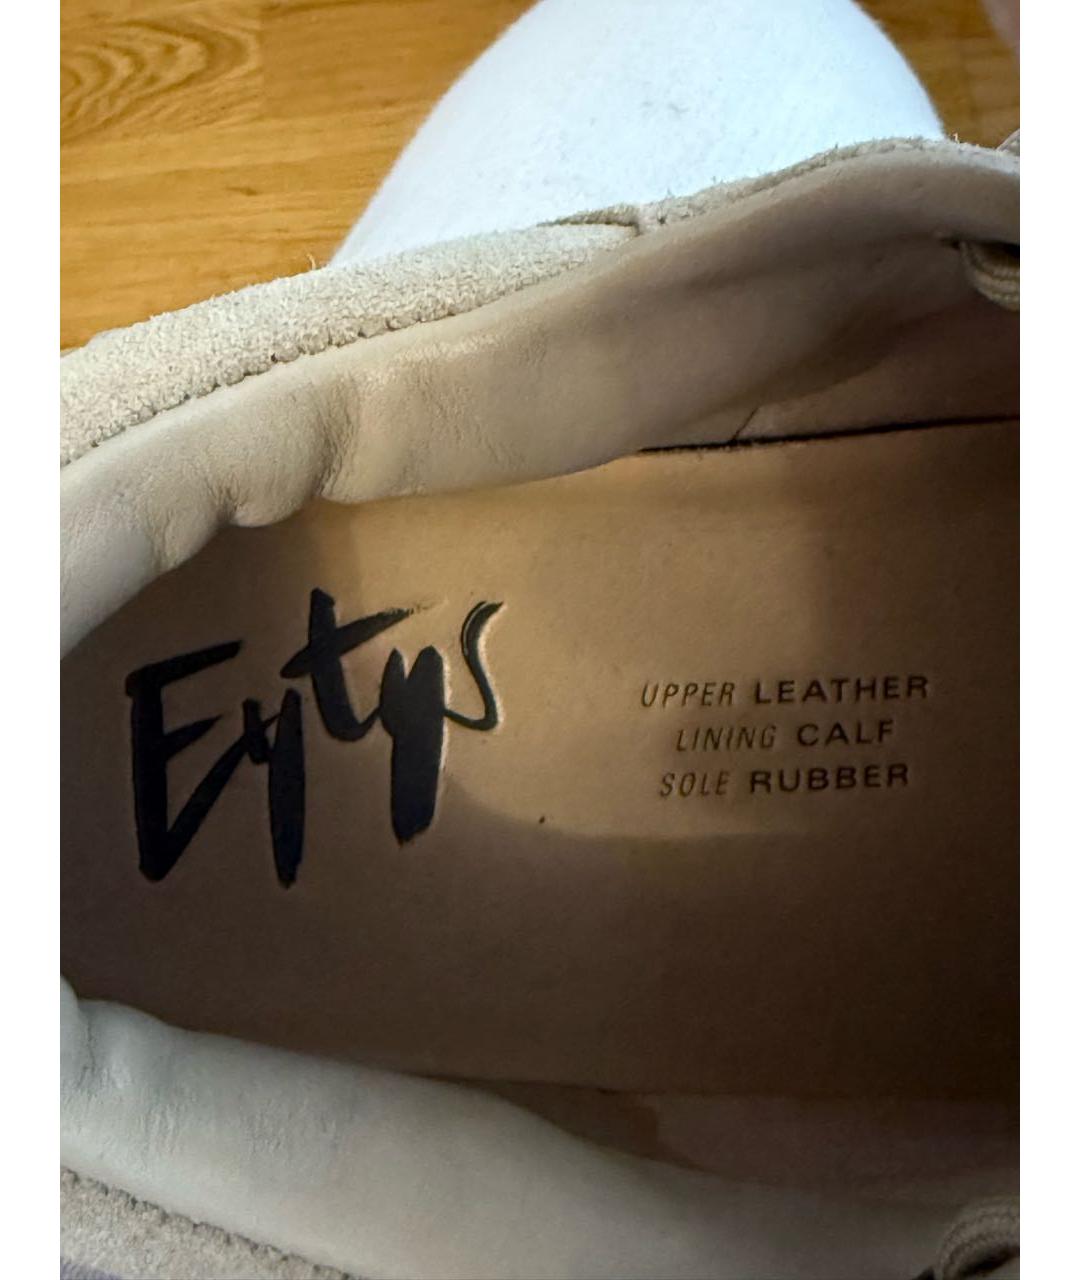 Eytys
UPPER LEATHER
LINING CALF
SOLE RUBBER